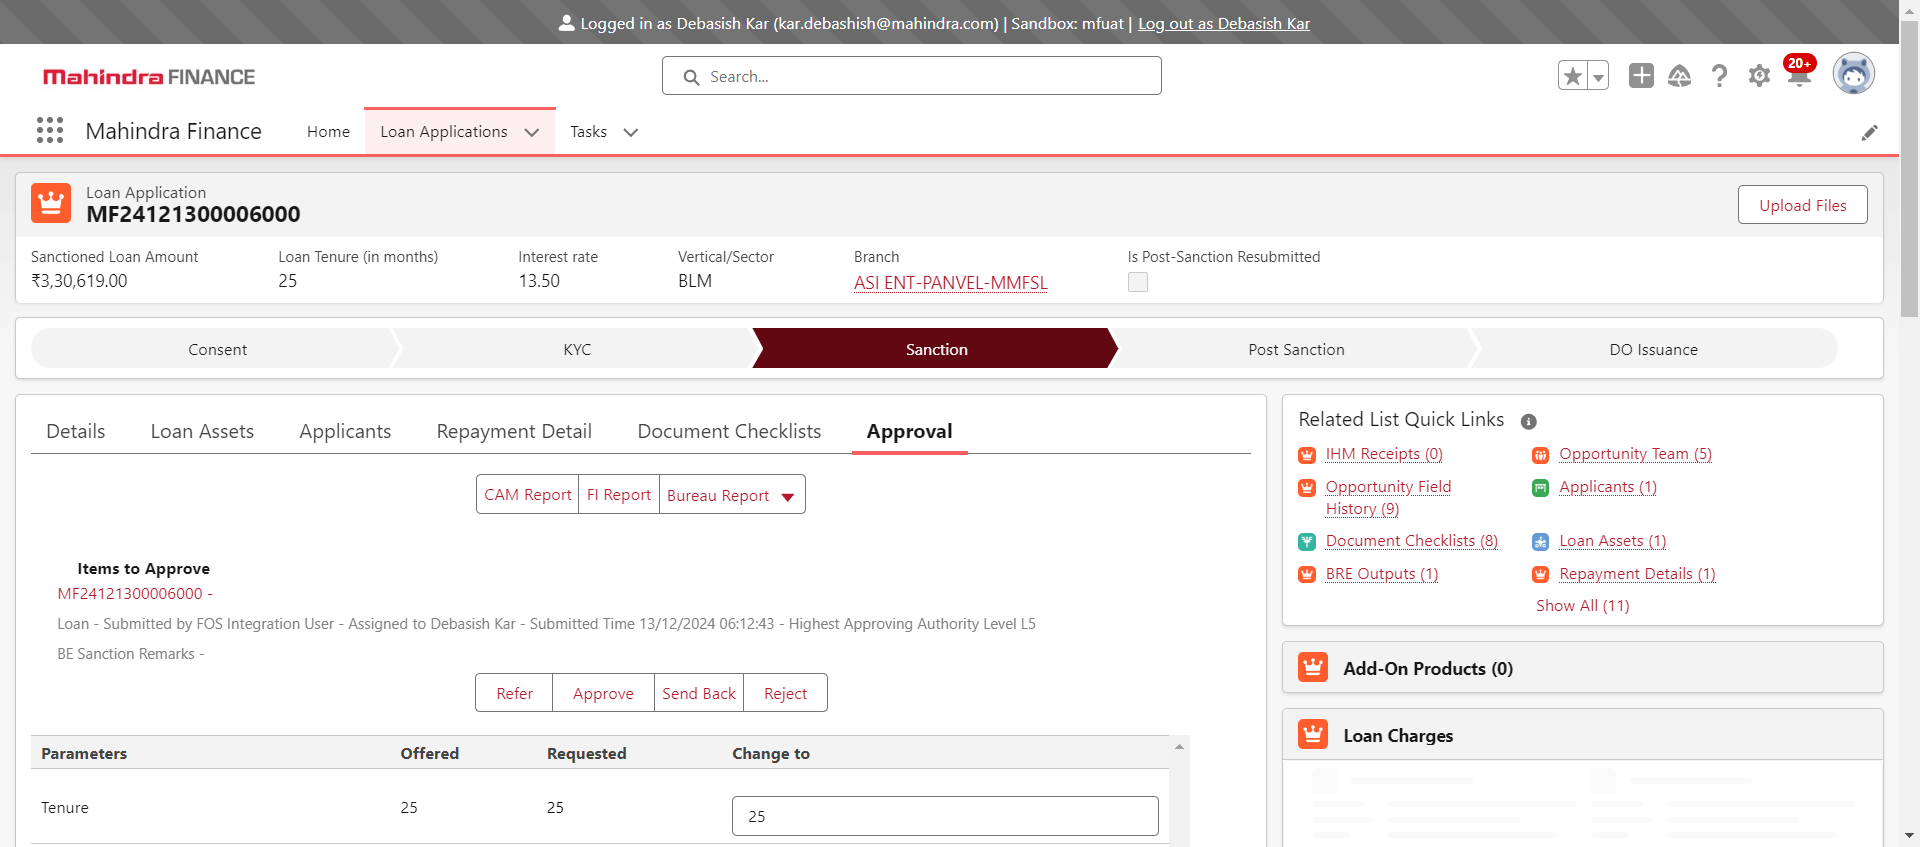 Logged in as Debasish Kar (kar.debashish@mahindra.com) | Sandbox: mfuat | Log out as Debasish Kar
Mahindra FINANCE
Search...
20+
Mahindra Finance
Home
Loan Applications
Tasks
Loan Application
MF24121300006000
Upload Files
Sanctioned Loan Amount
₹3,30,619.00
Loan Tenure (in months)
25
Interest rate
13.50
Vertical/Sector
BLM
Branch
ASI ENT-PANVEL-MMFSL
Is Post-Sanction Resubmitted
Consent
KYC
Sanction
Post Sanction
DO Issuance
Details
Loan Assets
Applicants
Repayment Detail
Document Checklists
Approval
CAM Report
FI Report
Bureau Report
Items to Approve
MF24121300006000 -
Loan - Submitted by FOS Integration User - Assigned to Debasish Kar - Submitted Time 13/12/2024 06:12:43 - Highest Approving Authority Level L5
BE Sanction Remarks -
Refer
Approve
Send Back
Reject
Parameters
Offered
Requested
Change to
Tenure
25
25
25
Related List Quick Links
IHM Receipts (0)
Opportunity Team (5)
Opportunity Field
History (9)
Applicants (1)
Document Checklists (8)
Loan Assets (1)
BRE Outputs (1)
Repayment Details (1)
Show All (11)
Add-On Products (0)
Loan Charges